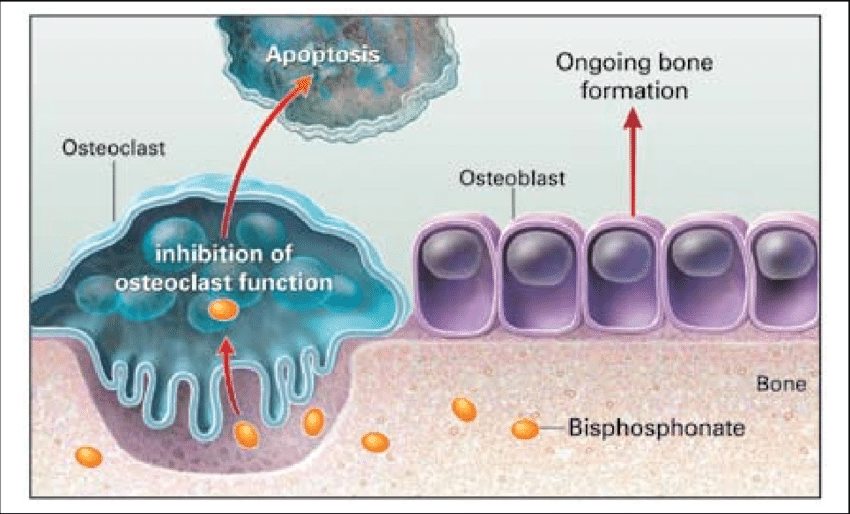 Apoptosis
Ongoing bone
formation
Osteoclast
Osteoblast
inhibition of
osteoclast function
Bone
Bisphosphonate